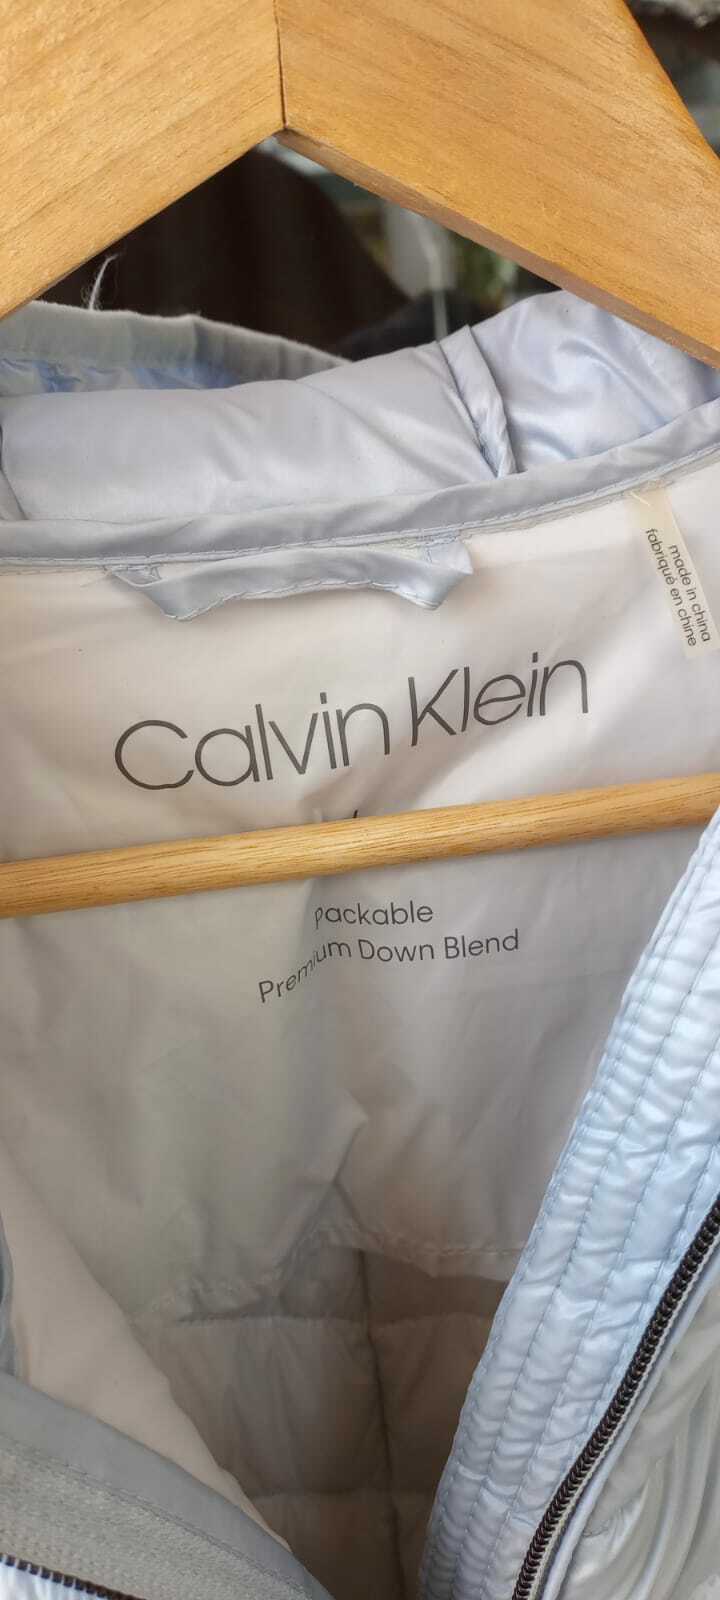 made in china
fabriqué en chine
Calvin Klein
Packable
Premium Down Blend